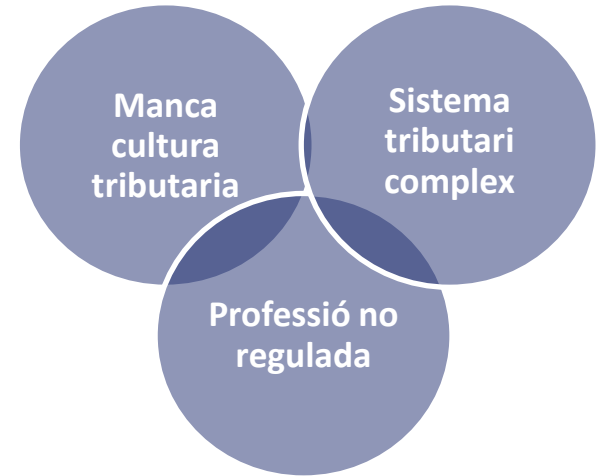 Manca
cultura
tributaria
Sistema
tributari
complex
Professió no
regulada